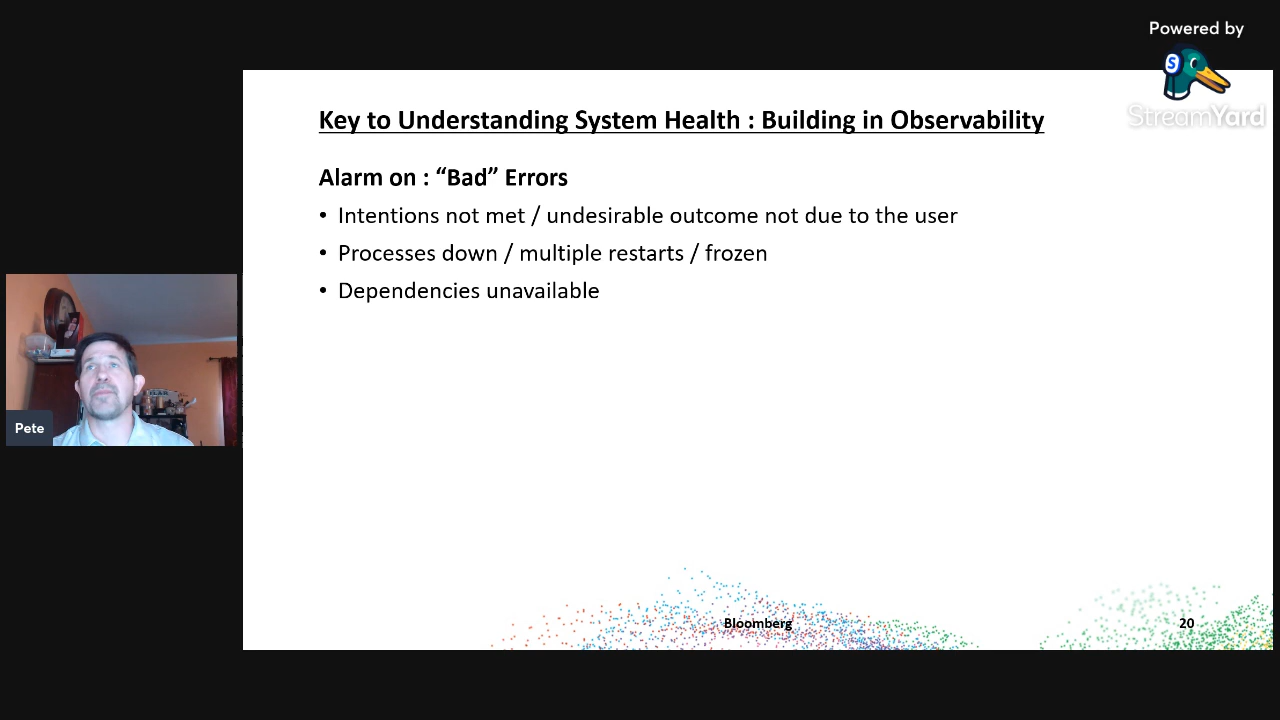 Powered by
S
StreamYard
Key to Understanding System Health : Building in Observability
Alarm on : “Bad” Errors
• Intentions not met / undesirable outcome not due to the user
• Processes down / multiple restarts / frozen
• Dependencies unavailable
Pete
Bloomberg
20